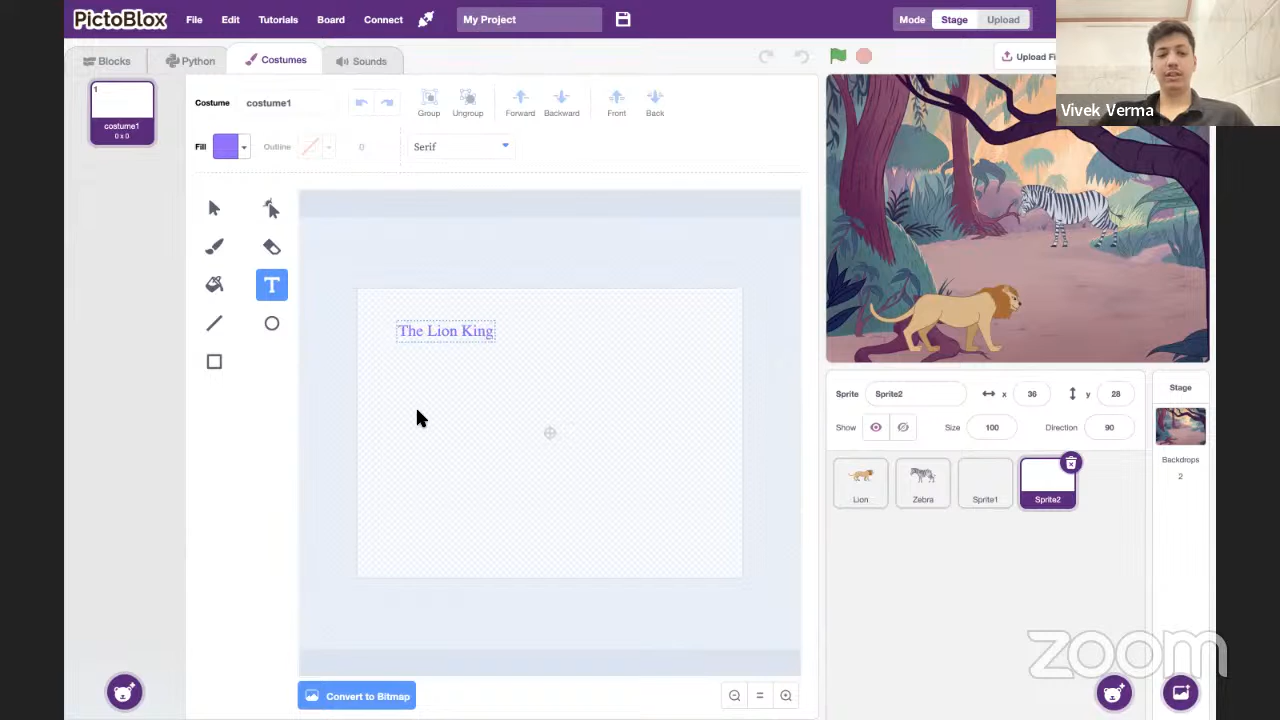 PictoBlox File Edit Tutorials Board Connect My Project Mode Stage Upload
Blocks Python Costumes Sounds Upload Fi
Vivek Verma
1
costume1
0 x 0
Costume costume1 Group Ungroup Forward Backward Front Back
Fill Outline 0 Serif
T
The Lion King
Sprite Sprite2 x 36 y 28
Show Size 100 Direction 90
Lion Zebra Sprite1 Sprite2
Stage
Backdrops
2
Convert to Bitmap
zoom